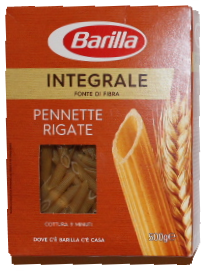 Barilla
INTEGRALE
FONTE DI FIBRA
PENNETTE
RIGATE
COTTURA 9 MINUTI
DOVE C'È BARILLA C'È CASA
500g e